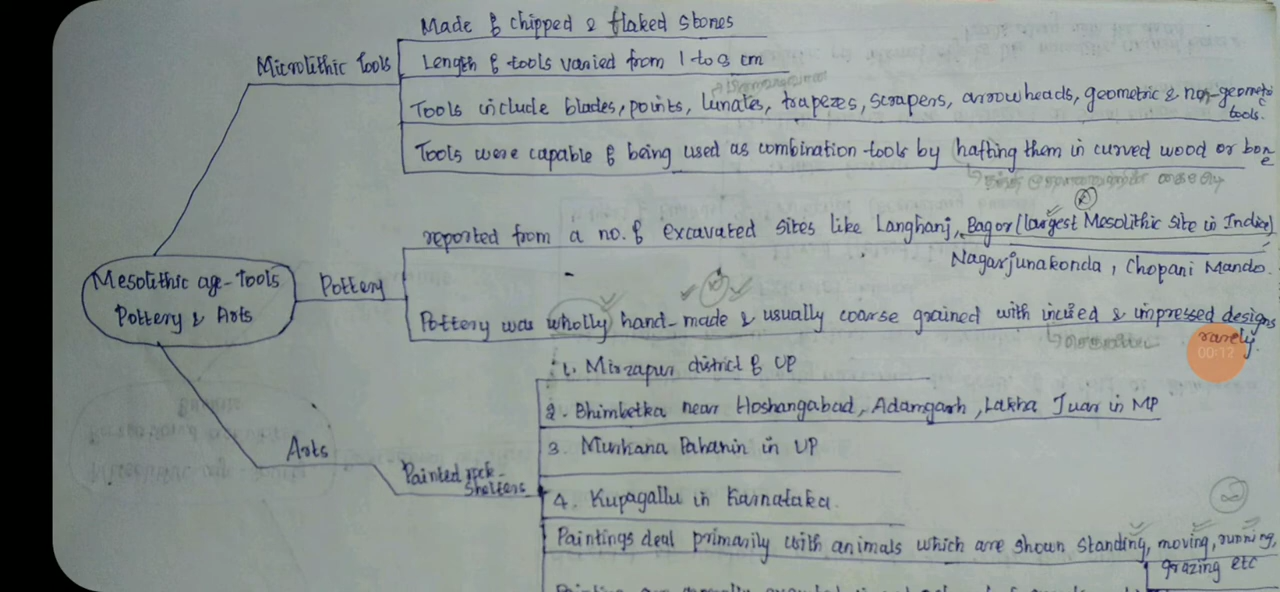 Made of chipped & flaked stones
Microlithic Tools
Length of tools varied from 1 to 8 cm
Tools include blades, points, lunates, trapezes, scrapers, arrowheads, geometric & non-geometric
tools.
Tools were capable of being used as combination tools by hafting them in curved wood or bone
reported from a no. of excavated sites like Langhanj, Bagor (largest Mesolithic site in India)
Nagarjunakonda, Chopani Mando.
Mesolithic age-Tools
Pottery & Arts
Pottery
Pottery was wholly hand-made & usually coarse grained with incised & impressed designs
rarely.
00:12
1. Mirzapur district of UP
2. Bhimbetka near Hoshangabad, Adamgarh, Lakha Juar in MP
3. Murhana Paharin in UP
Arts
Painted rock-
shelters
4. Kupagallu in Karnataka.
Paintings deal primarily with animals which are shown standing, moving, running,
grazing etc